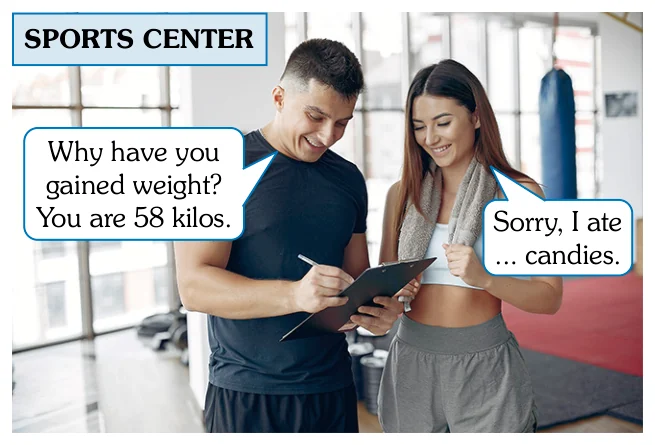 SPORTS CENTER
Why have you
gained weight?
You are 58 kilos.
Sorry, I ate
... candies.